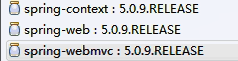 spring-context : 5.0.9.RELEASE
spring-web : 5.0.9.RELEASE
spring-webmvc : 5.0.9.RELEASE